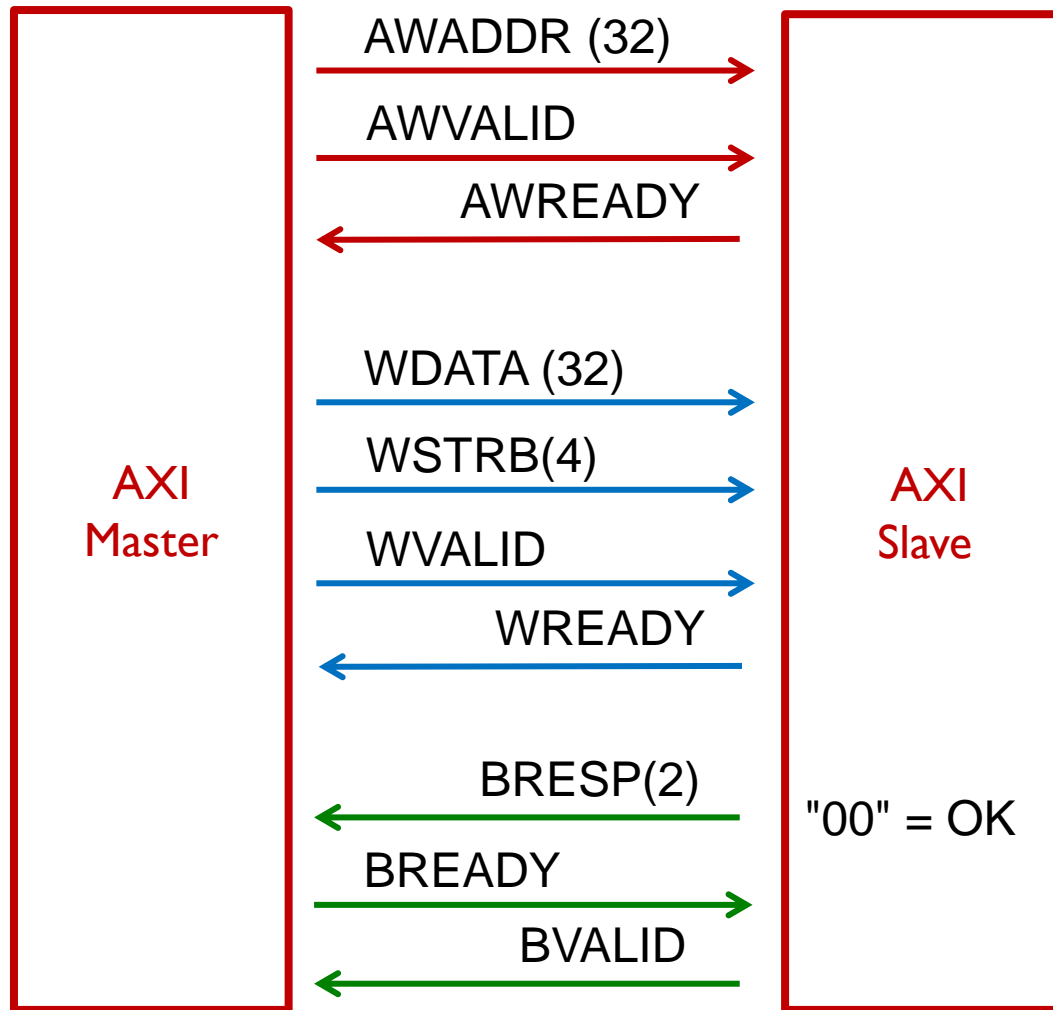 AWADDR (32)
AWVALID
AWREADY
WDATA (32)
WSTRB(4)
AXI
Master
AXI
Slave
WVALID
WREADY
BRESP(2)
"00" = OK
BREADY
BVALID